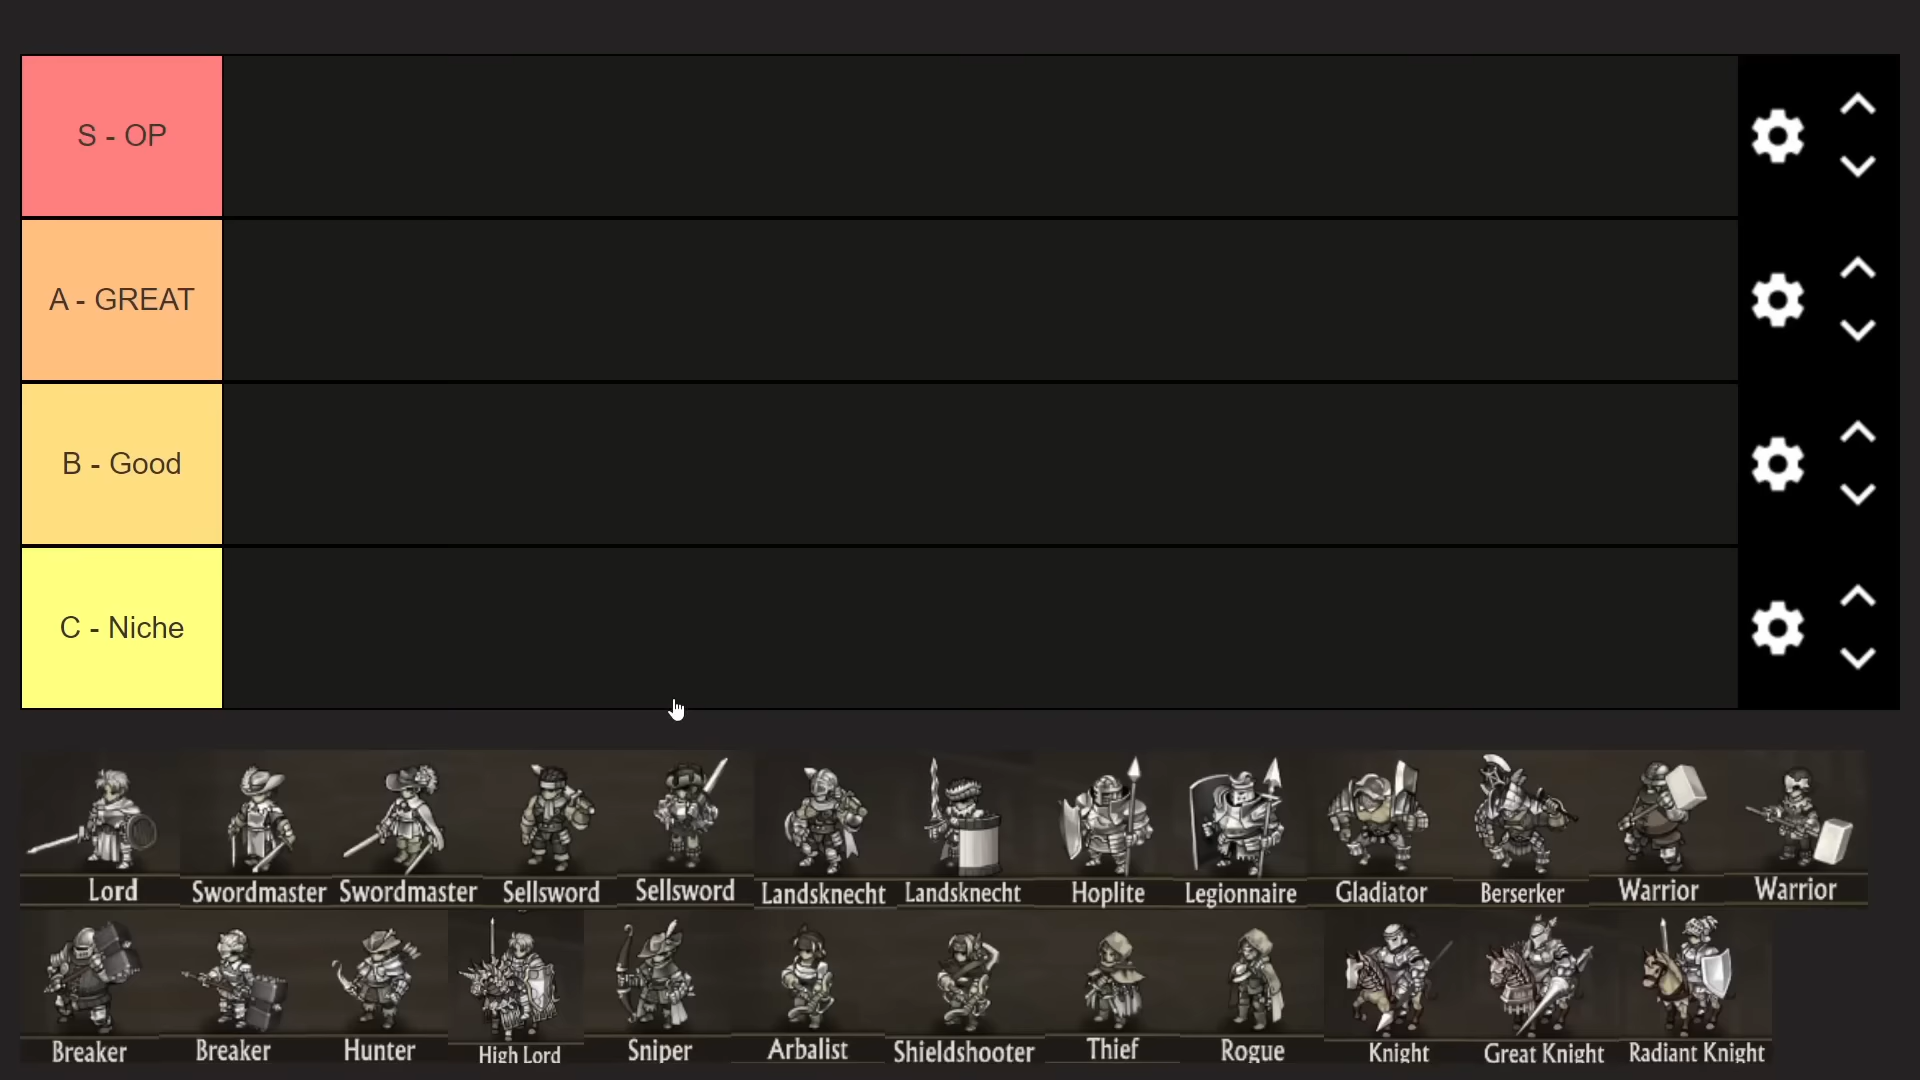 S - OP
A - GREAT
B - Good
C - Niche
Lord Swordmaster Swordmaster Sellsword Sellsword Landsknecht Landsknecht Hoplite Legionnaire Gladiator Berserker Warrior Warrior
Breaker Breaker Hunter High Lord Sniper Arbalist Shieldshooter Thief Rogue Knight Great Knight Radiant Knight